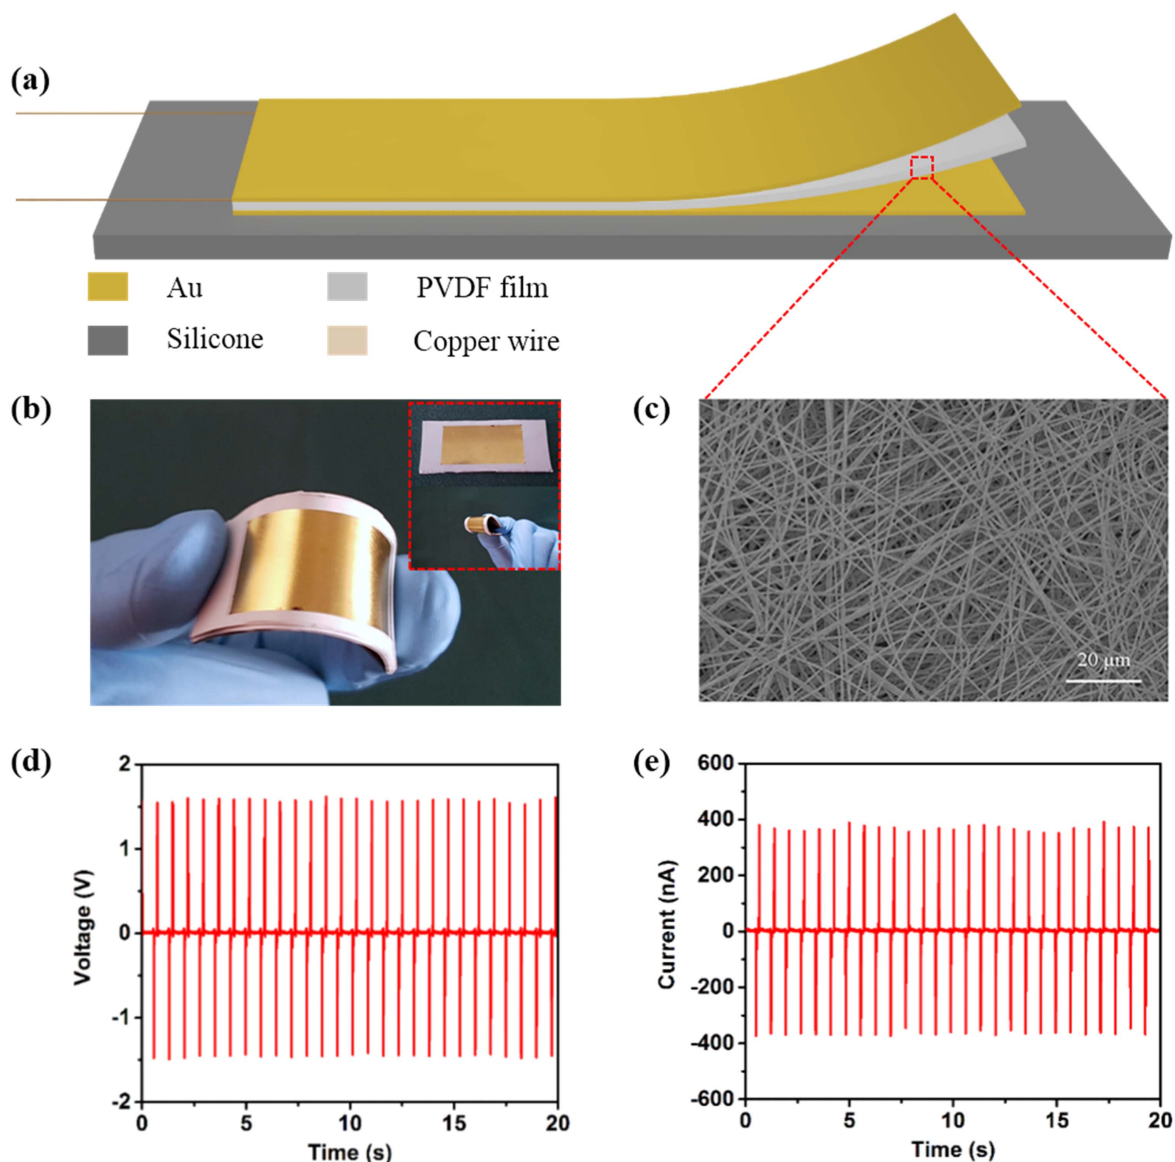 (a)
Au
PVDF film
Silicone
Copper wire
(b)
(c)
20 μm
(d)
2
1
0
-1
-2
Voltage (V)
0
5
10
15
20
Time (s)
(e)
600
400
200
0
-200
-400
-600
Current (nA)
0
5
10
15
20
Time (s)